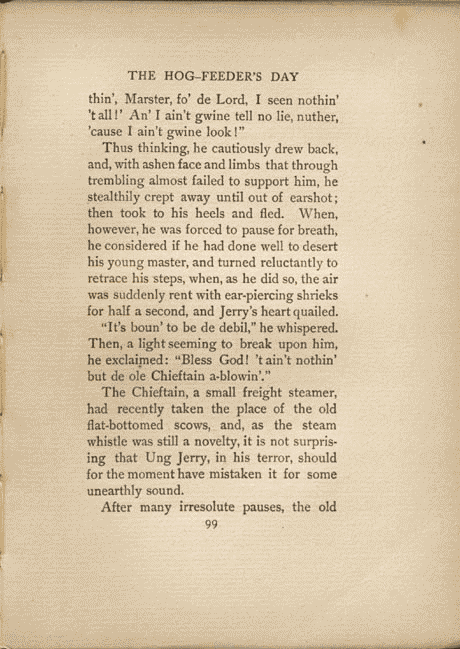 THE HOG-FEEDER'S DAY
thin', Marster, fo' de Lord, I seen nothin'
't all!' An' I ain't gwine tell no lie, nuther,
'cause I ain't gwine look!"
Thus thinking, he cautiously drew back,
and, with ashen face and limbs that through
trembling almost failed to support him, he
stealthily crept away until out of earshot;
then took to his heels and fled. When,
however, he was forced to pause for breath,
he considered if he had done well to desert
his young master, and turned reluctantly to
retrace his steps, when, as he did so, the air
was suddenly rent with ear-piercing shrieks
for half a second, and Jerry's heart quailed.
"It's boun' to be de debil," he whispered.
Then, a light seeming to break upon him,
he exclaimed: "Bless God! 't ain't nothin'
but de ole Chieftain a-blowin'."
The Chieftain, a small freight steamer,
had recently taken the place of the old
flat-bottomed scows, and, as the steam
whistle was still a novelty, it is not surpris-
ing that Ung Jerry, in his terror, should
for the moment have mistaken it for some
unearthly sound.
After many irresolute pauses, the old
99